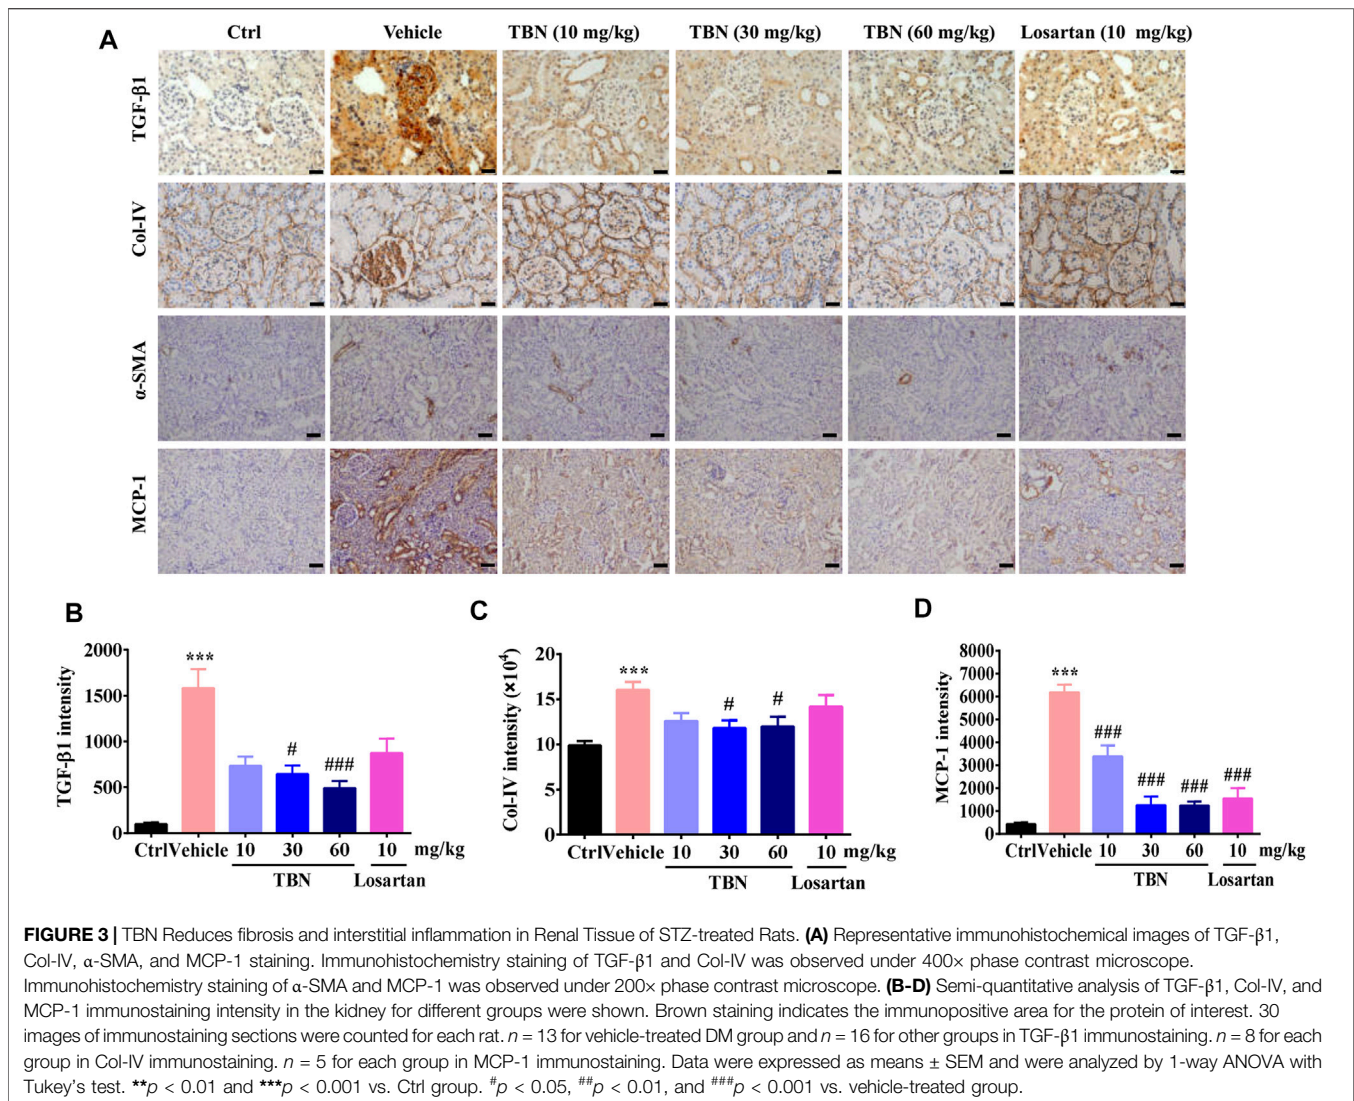 A
Ctrl Vehicle TBN (10 mg/kg) TBN (30 mg/kg) TBN (60 mg/kg) Losartan (10 mg/kg)
TGF-β1
Col-IV
α-SMA
MCP-1
B
TGF-β1 intensity
2000
1500
1000
500
0
***
#
###
Ctrl Vehicle 10 30 60 10 mg/kg
TBN Losartan
C
Col-IV intensity (×10⁴)
20
15
10
5
0
***
#
#
Ctrl Vehicle 10 30 60 10 mg/kg
TBN Losartan
D
MCP-1 intensity
8000
7000
6000
5000
4000
3000
2000
1000
0
***
###
###
###
###
Ctrl Vehicle 10 30 60 10 mg/kg
TBN Losartan
FIGURE 3 | TBN Reduces fibrosis and interstitial inflammation in Renal Tissue of STZ-treated Rats. (A) Representative immunohistochemical images of TGF-β1,
Col-IV, α-SMA, and MCP-1 staining. Immunohistochemistry staining of TGF-β1 and Col-IV was observed under 400× phase contrast microscope.
Immunohistochemistry staining of α-SMA and MCP-1 was observed under 200× phase contrast microscope. (B-D) Semi-quantitative analysis of TGF-β1, Col-IV, and
MCP-1 immunostaining intensity in the kidney for different groups were shown. Brown staining indicates the immunopositive area for the protein of interest. 30
images of immunostaining sections were counted for each rat. n = 13 for vehicle-treated DM group and n = 16 for other groups in TGF-β1 immunostaining. n = 8 for each
group in Col-IV immunostaining. n = 5 for each group in MCP-1 immunostaining. Data were expressed as means ± SEM and were analyzed by 1-way ANOVA with
Tukey's test. **p < 0.01 and ***p < 0.001 vs. Ctrl group. #p < 0.05, ##p < 0.01, and ###p < 0.001 vs. vehicle-treated group.